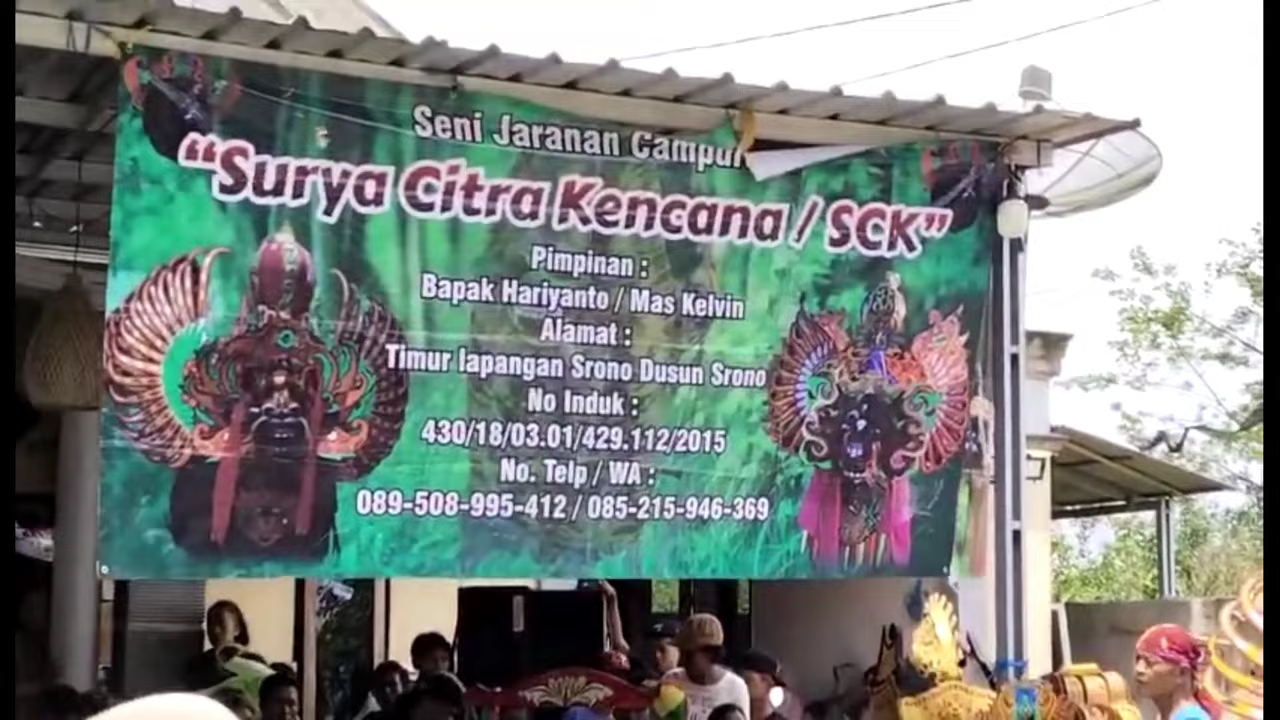 Seni Jaranan
"Surya Citra Kencana / SCK"
Pimpinan :
Bapak Hariyanto / Mas Kelvin
Alamat :
Timur lapangan Srono Dusun Srono
No Induk :
430/18/03.01/429.112/2015
No. Telp / WA :
089-508-995-412 / 085-215-946-369